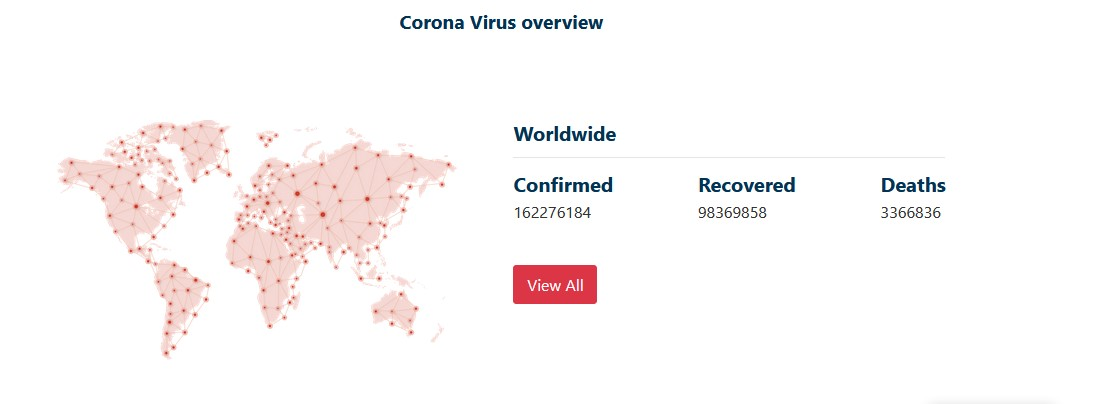 Corona Virus overview
Worldwide
Confirmed Recovered Deaths
162276184 98369858 3366836
View All